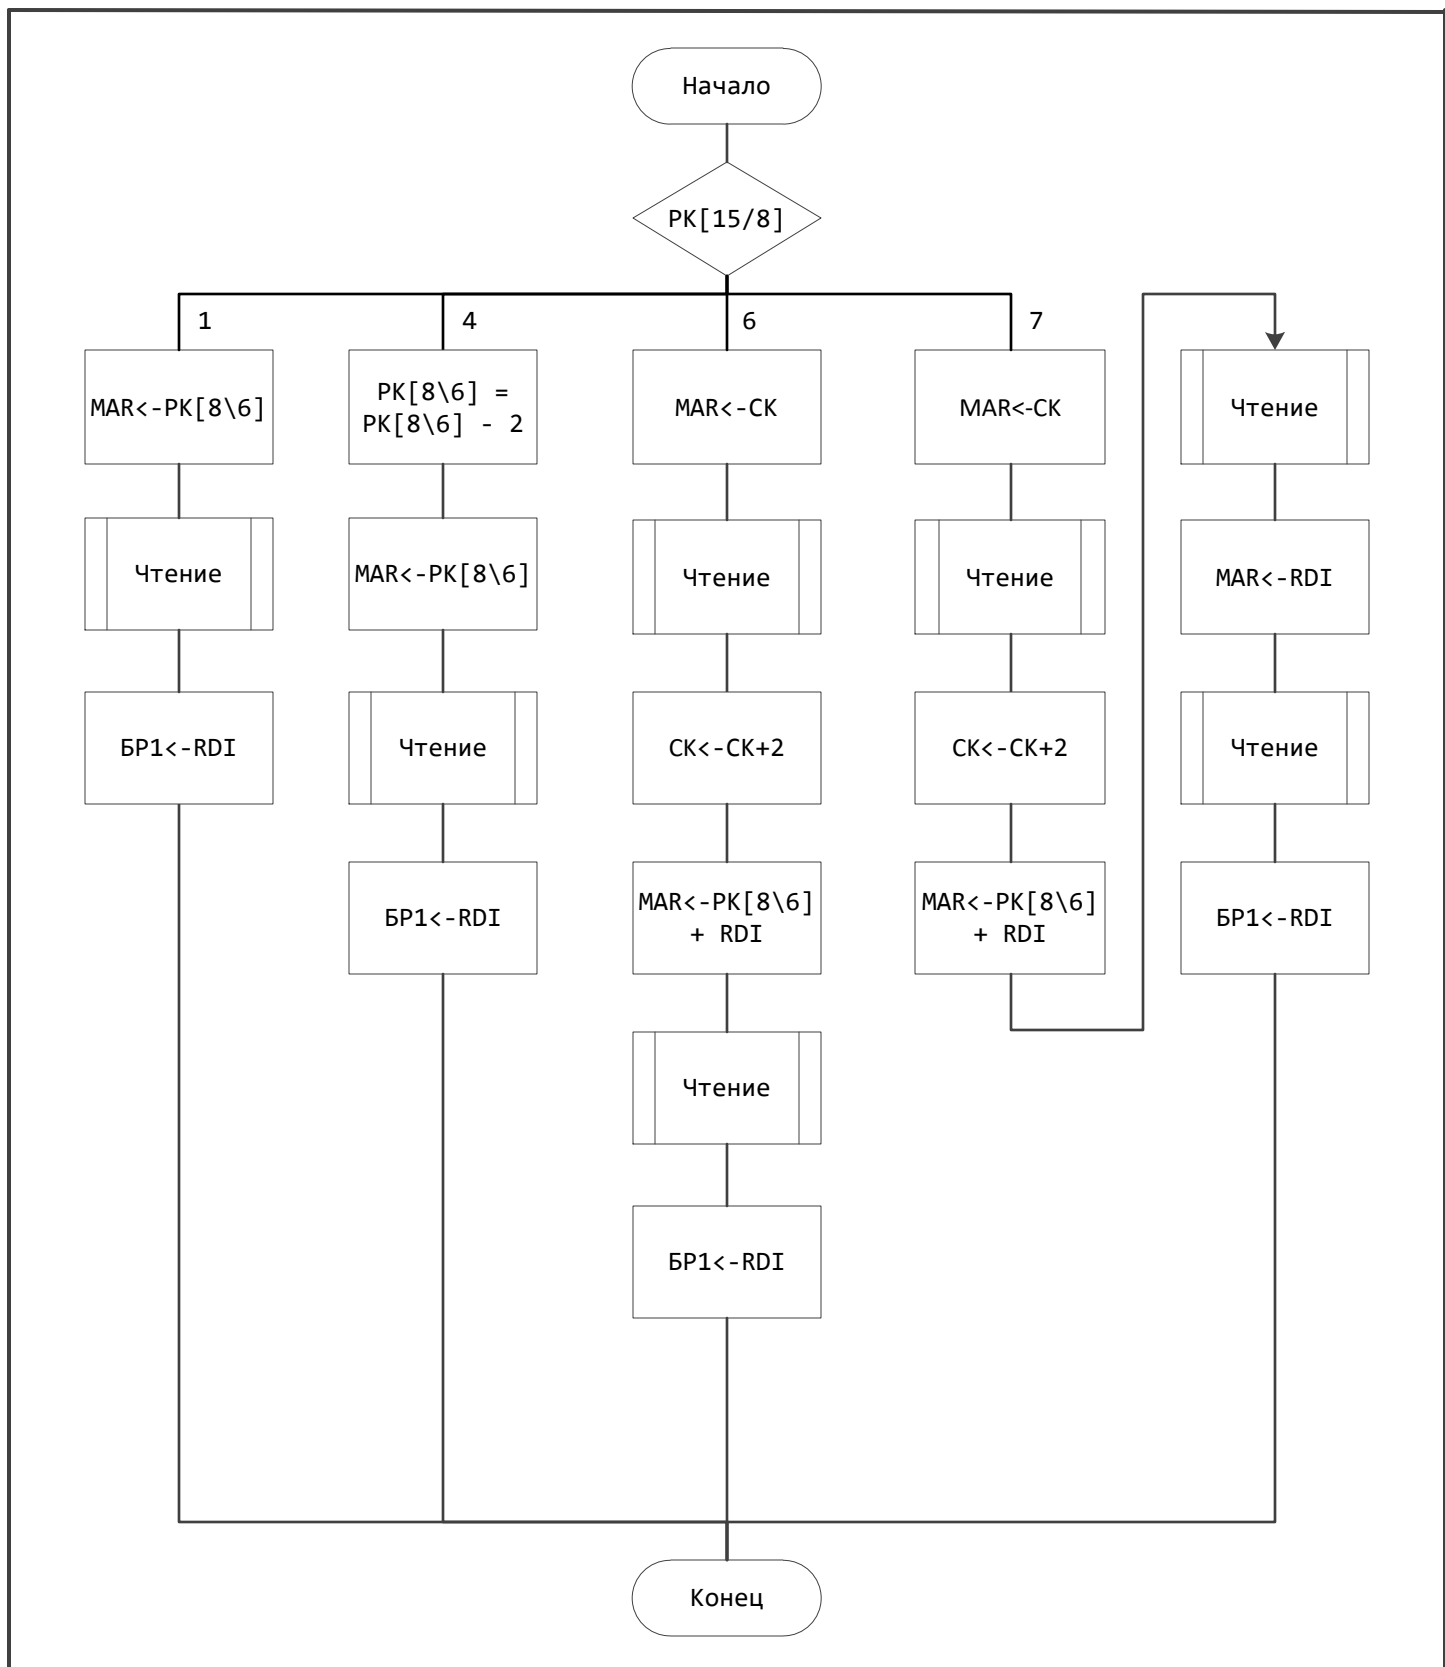 Начало
РК[15/8]
1
4
6
7
MAR<-РК[8\6]
Чтение
БР1<-RDI
РК[8\6] =
РК[8\6] - 2
MAR<-РК[8\6]
Чтение
БР1<-RDI
MAR<-СК
Чтение
СК<-СК+2
MAR<-РК[8\6]
+ RDI
Чтение
БР1<-RDI
MAR<-СК
Чтение
СК<-СК+2
MAR<-РК[8\6]
+ RDI
Чтение
MAR<-RDI
Чтение
БР1<-RDI
Конец